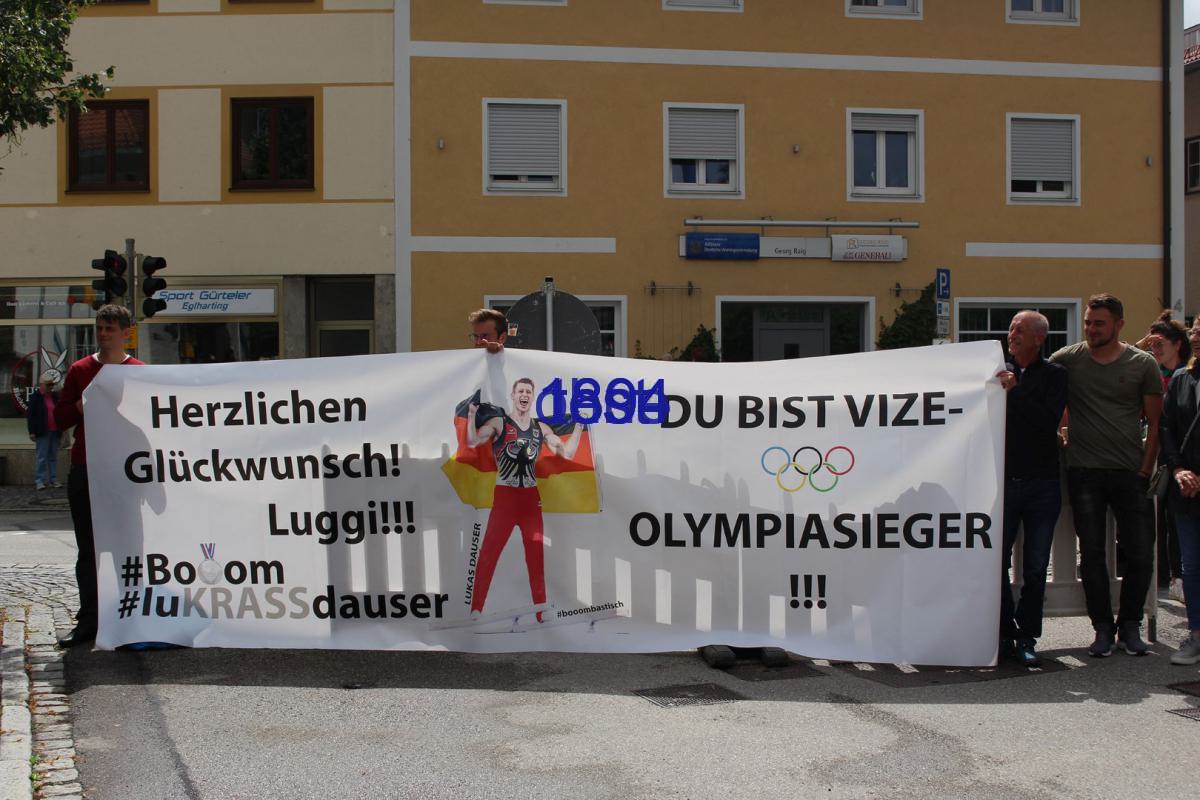 Sport Gürteler
Eglharting
Georg Raig
GENERALI
P
Herzlichen
Glückwunsch!
Luggi!!!
#Booom
#luKRASSdauser
LUKAS DAUSER
#booombastisch
DU BIST VIZE-
OLYMPIASIEGER
!!!